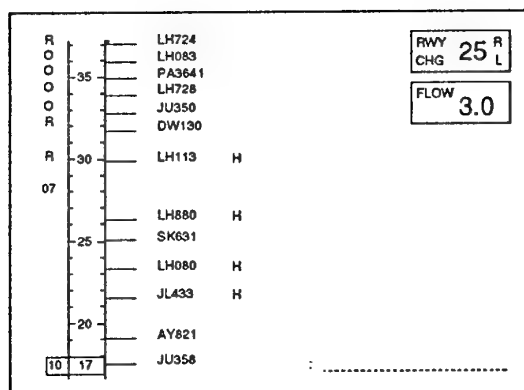 R LH724
O LH083
O PA3641
35
O LH728
O JU350
R DW130
R 30 LH113 H
07
LH880 H
25 SK631
LH080 H
JL433 H
20
AY821
10 17 JU358 :
RWY CHG 25 R L
FLOW 3.0